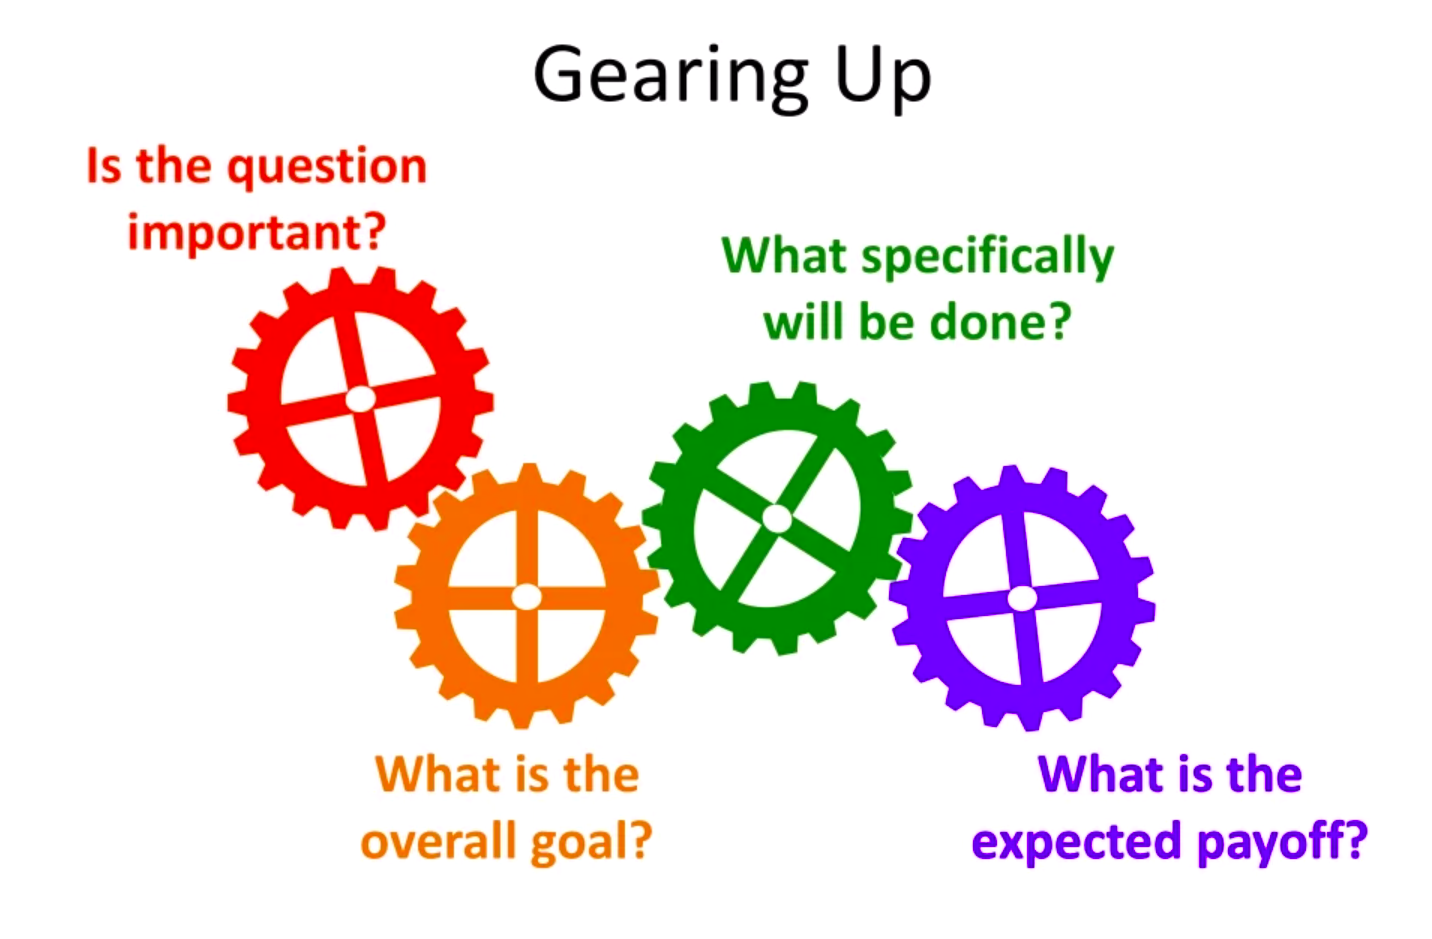 Gearing Up
Is the question
important?
What specifically
will be done?
What is the
overall goal?
What is the
expected payoff?